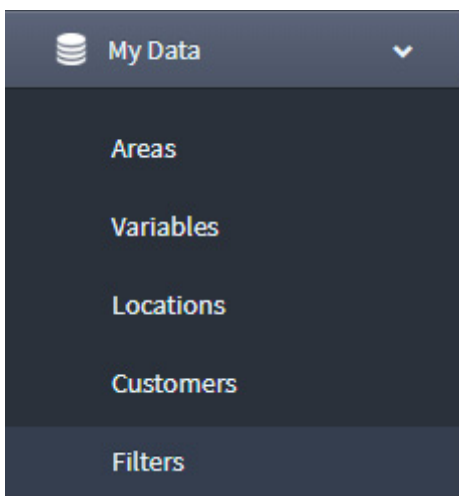 My Data
Areas
Variables
Locations
Customers
Filters